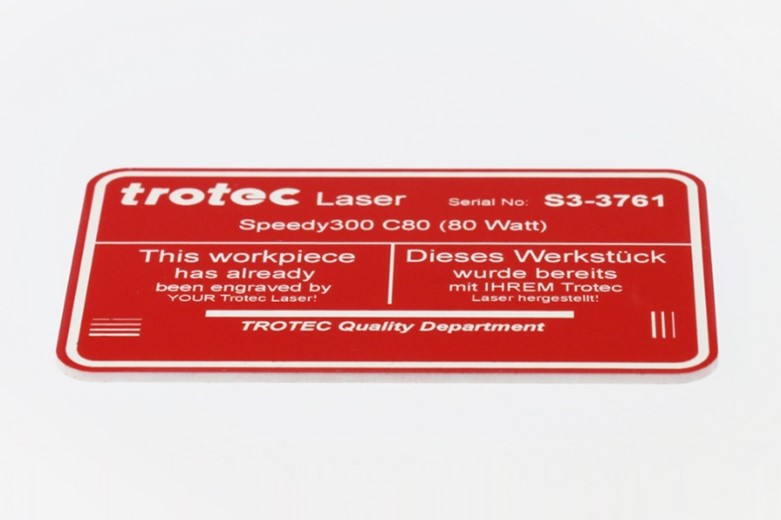 trotec Laser Serial No: S3-3761
Speedy300 C80 (80 Watt)
This workpiece
has already
been engraved by
YOUR Trotec Laser!
Dieses Werkstück
wurde bereits
mit IHREM Trotec
Laser hergestellt!
TROTEC Quality Department